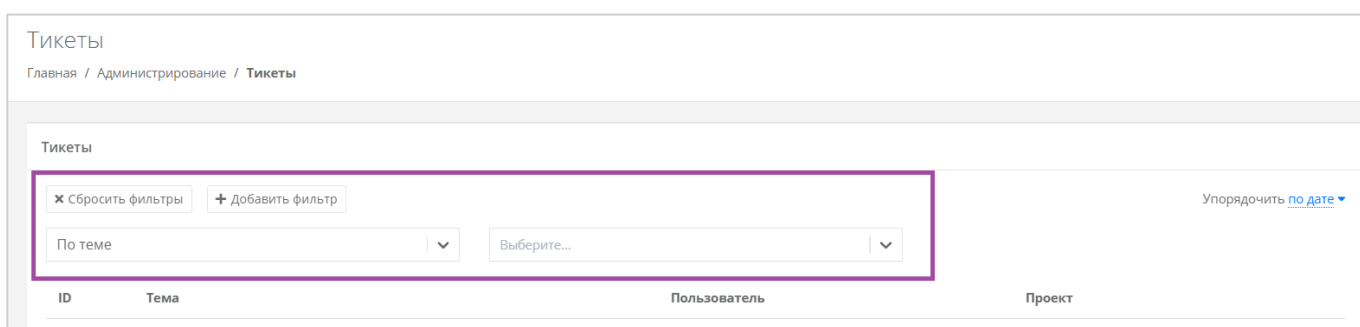 Тикеты
Главная / Администрирование / Тикеты
Тикеты
Сбросить фильтры Добавить фильтр Упорядочить по дате
По теме Выберите...
ID Тема Пользователь Проект